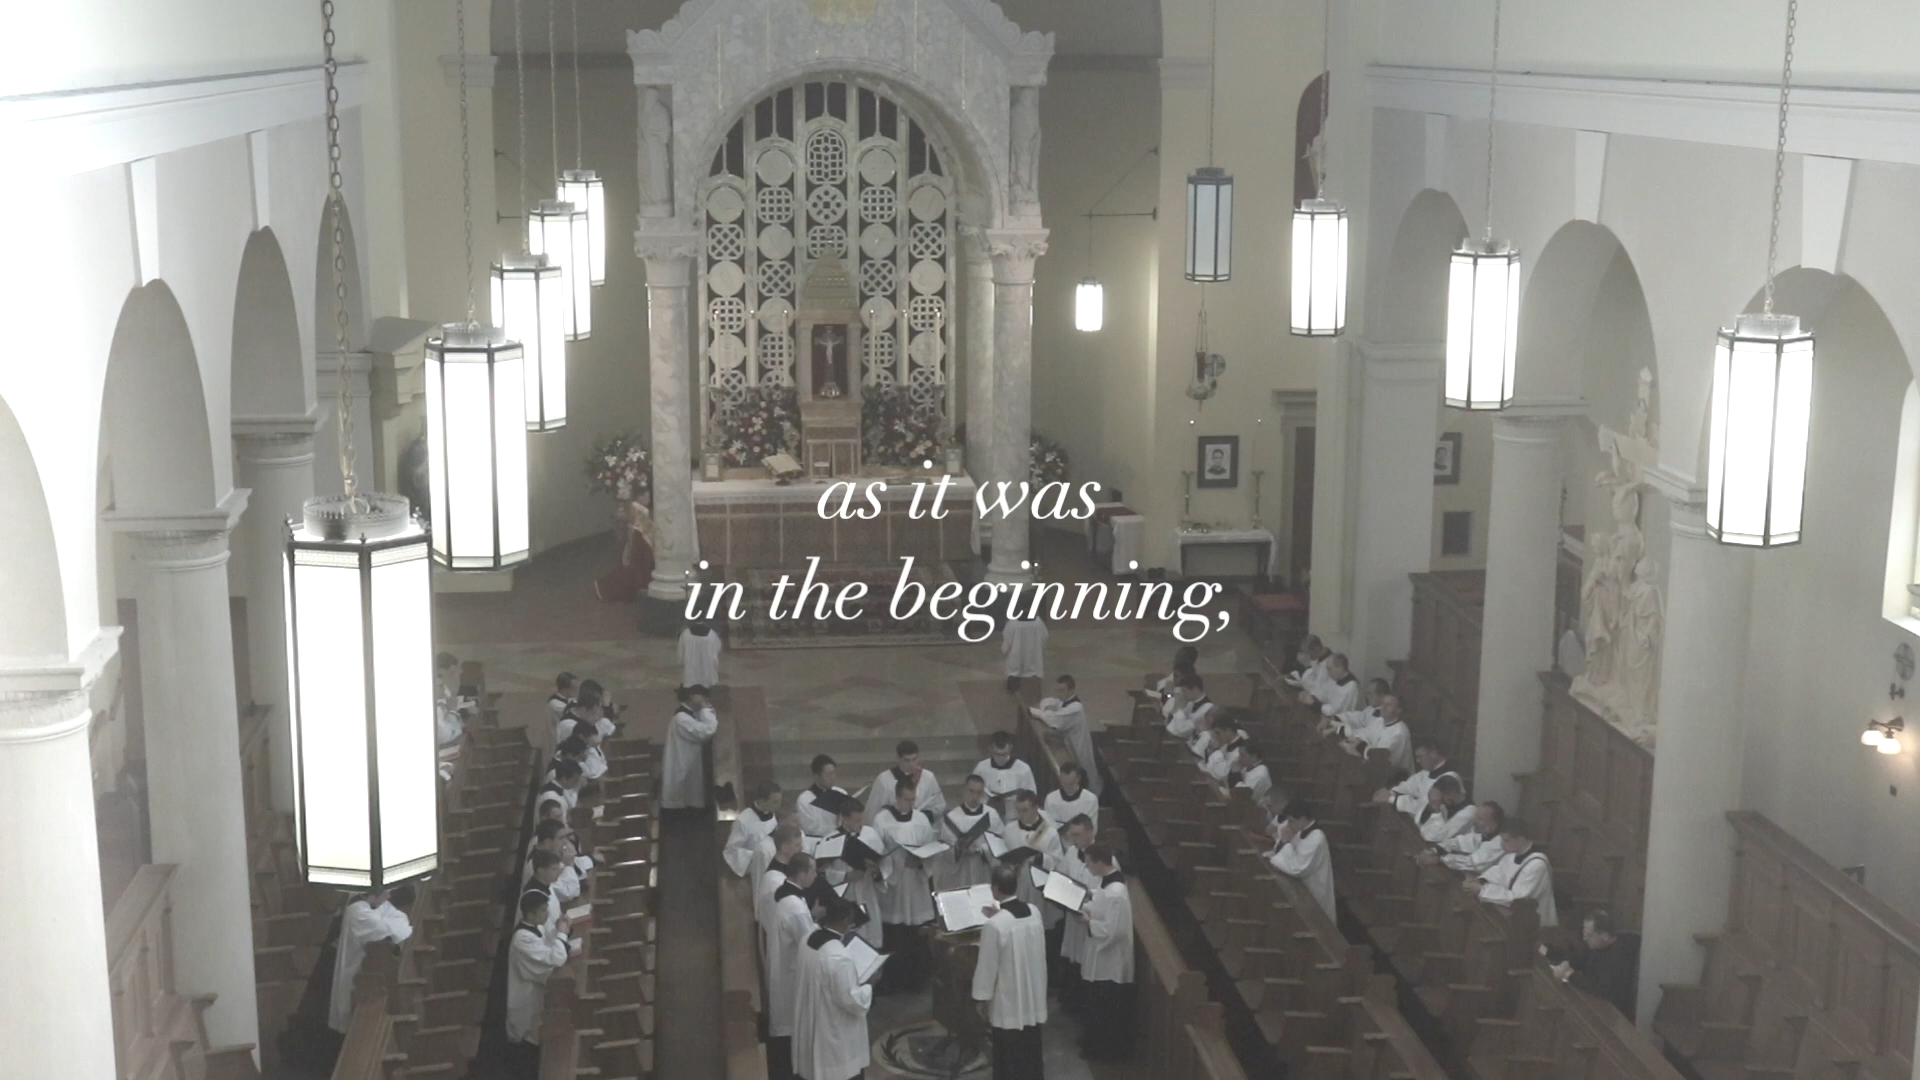 as it was
in the beginning,